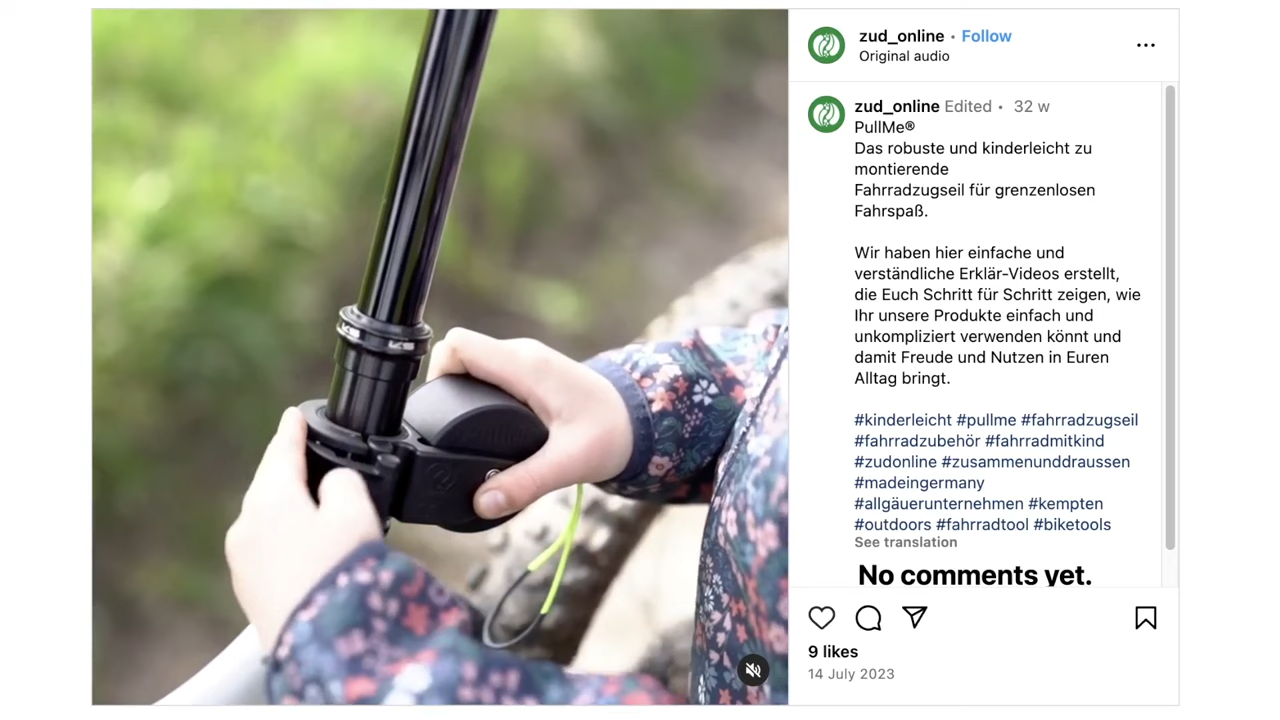 zud_online • Follow
Original audio
zud_online Edited • 32 w
PullMe®
Das robuste und kinderleicht zu
montierende
Fahrradzugseil für grenzenlosen
Fahrspaß.
Wir haben hier einfache und
verständliche Erklär-Videos erstellt,
die Euch Schritt für Schritt zeigen, wie
Ihr unsere Produkte einfach und
unkompliziert verwenden könnt und
damit Freude und Nutzen in Euren
Alltag bringt.
#kinderleicht #pullme #fahrradzugseil
#fahrradzubehör #fahrradmitkind
#zudonline #zusammenunddraussen
#madeingermany
#allgäuerunternehmen #kempten
#outdoors #fahrradtool #biketools
See translation
No comments yet.
9 likes
14 July 2023